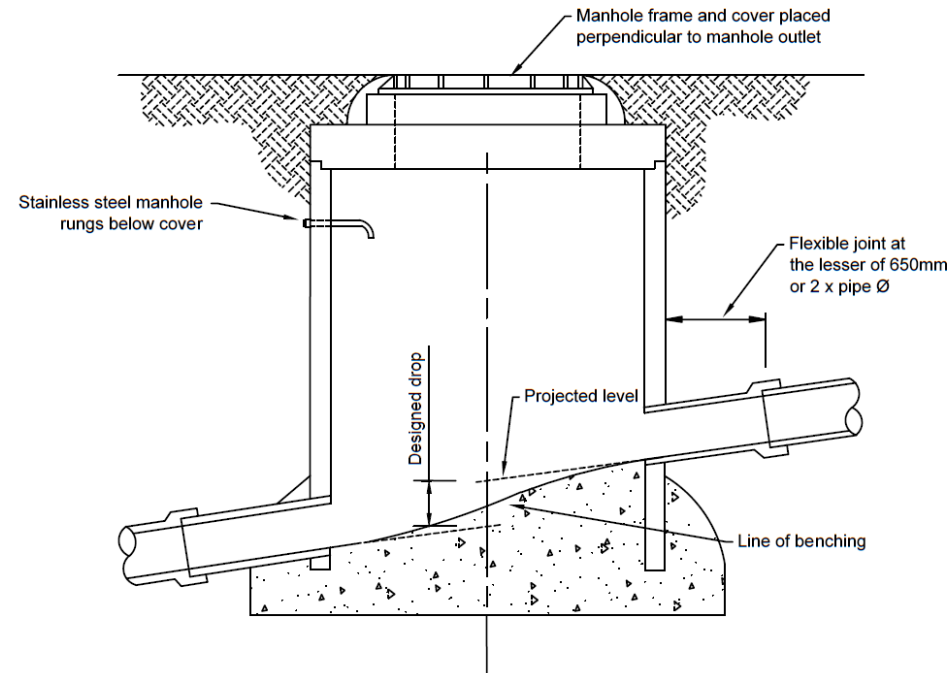 Manhole frame and cover placed
perpendicular to manhole outlet
Stainless steel manhole
rungs below cover
Flexible joint at
the lesser of 650mm
or 2 x pipe Ø
Designed drop
Projected level
Line of benching